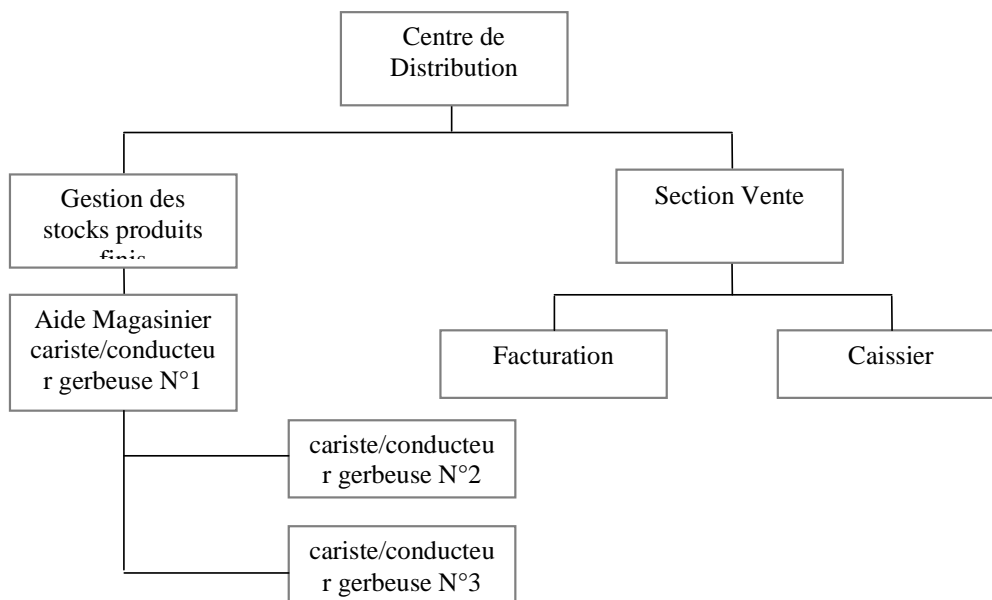 Centre de
Distribution
Gestion des
stocks produits
finis
Section Vente
Aide Magasinier
cariste/conducteu
r gerbeuse N°1
Facturation
Caissier
cariste/conducteu
r gerbeuse N°2
cariste/conducteu
r gerbeuse N°3